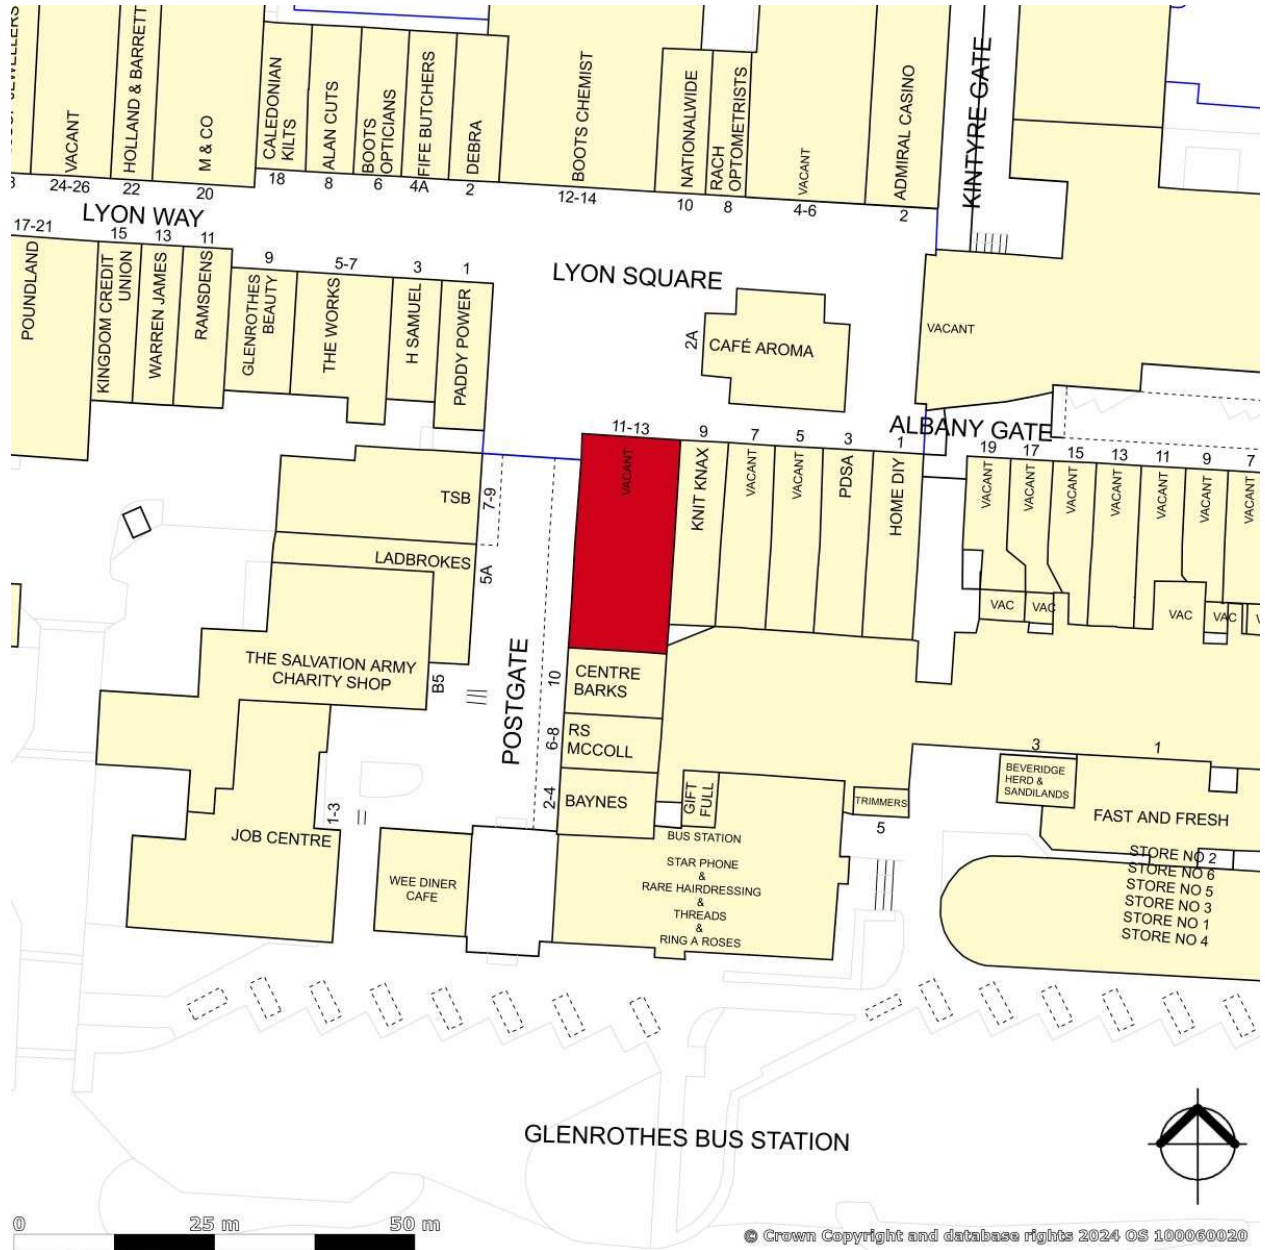 JEWELLERS
VACANT
HOLLAND & BARRETT
M & CO
CALEDONIAN
KILTS
ALAN CUTS
BOOTS
OPTICIANS
FIFE BUTCHERS
DEBRA
BOOTS CHEMIST
NATIONALWIDE
RACH
OPTOMETRISTS
VACANT
ADMIRAL CASINO
KINTYRE GATE
24-26
22
20
18
8
6
4A
2
12-14
10
8
4-6
2
LYON WAY
17-21
15
13
11
9
5-7
3
1
LYON SQUARE
POUNDLAND
KINGDOM CREDIT
UNION
WARREN JAMES
RAMSDENS
GLENROTHES
BEAUTY
THE WORKS
H SAMUEL
PADDY POWER
2A
CAFÉ AROMA
VACANT
ALBANY GATE
11-13
9
7
5
3
1
19
17
15
13
11
9
7
VACANT
KNIT KNAX
VACANT
VACANT
PDSA
HOME DIY
VACANT
VACANT
VACANT
VACANT
VACANT
VACANT
VACANT
TSB
7-9
LADBROKES
5A
VAC
VAC
VAC
VAC
THE SALVATION ARMY
CHARITY SHOP
B5
POSTGATE
10
CENTRE
BARKS
6-8
RS
MCCOLL
2-4
BAYNES
GIFT
FULL
TRIMMERS
5
3
1
BEVERIDGE
HERD &
SANDILANDS
FAST AND FRESH
1-3
JOB CENTRE
WEE DINER
CAFE
BUS STATION
STAR PHONE
&
RARE HAIRDRESSING
&
THREADS
&
RING A ROSES
STORE NO 2
STORE NO 6
STORE NO 5
STORE NO 3
STORE NO 1
STORE NO 4
GLENROTHES BUS STATION
0 25 m 50 m
© Crown Copyright and database rights 2024 OS 100060020